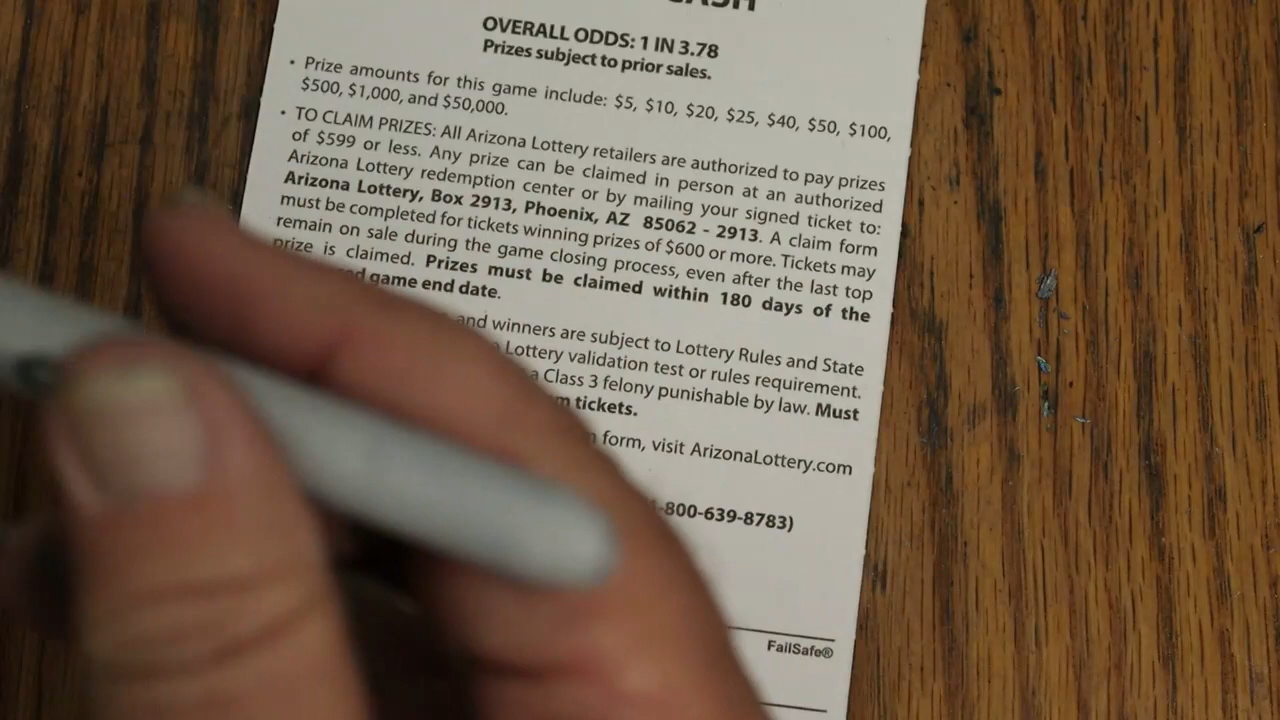 CASH
OVERALL ODDS: 1 IN 3.78
Prizes subject to prior sales.
• Prize amounts for this game include: $5, $10, $20, $25, $40, $50, $100,
$500, $1,000, and $50,000.
• TO CLAIM PRIZES: All Arizona Lottery retailers are authorized to pay prizes
of $599 or less. Any prize can be claimed in person at an authorized
Arizona Lottery redemption center or by mailing your signed ticket to:
Arizona Lottery, Box 2913, Phoenix, AZ 85062 - 2913. A claim form
must be completed for tickets winning prizes of $600 or more. Tickets may
remain on sale during the game closing process, even after the last top
prize is claimed. Prizes must be claimed within 180 days of the
game end date.
and winners are subject to Lottery Rules and State
Lottery validation test or rules requirement.
a Class 3 felony punishable by law. Must
tickets.
form, visit ArizonaLottery.com
1-800-639-8783)
FailSafe®